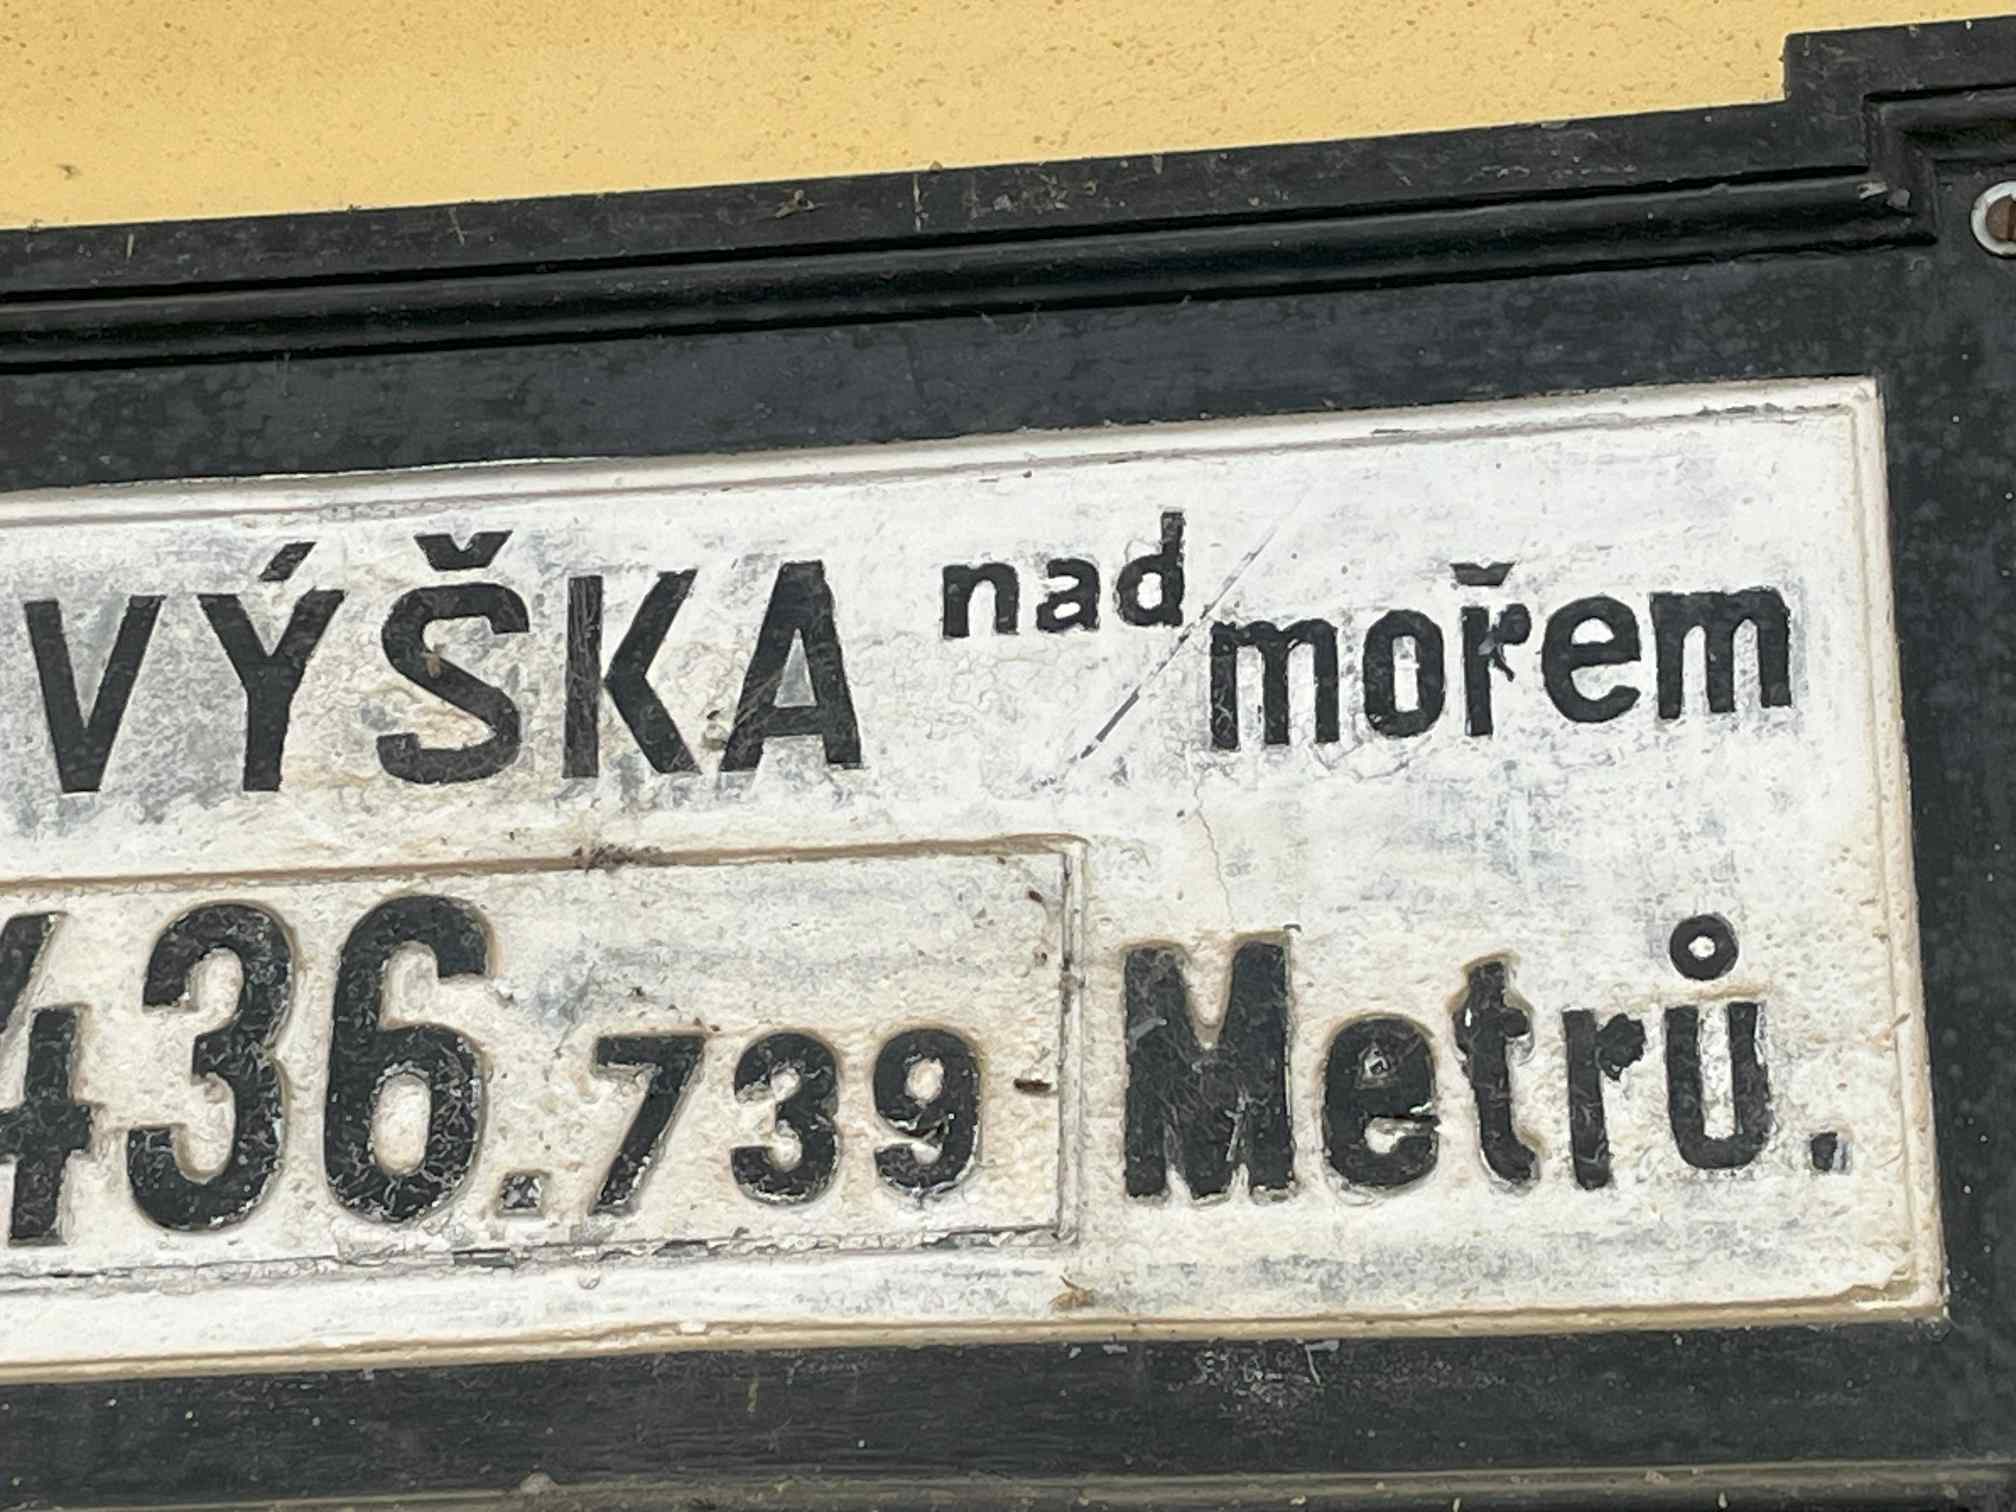 VÝŠKA nad mořem
436.739 Metrů.